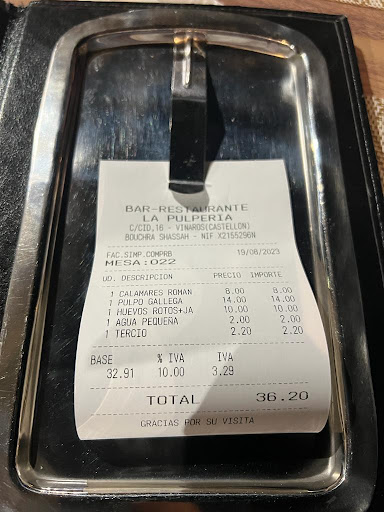 BAR-RESTAURANTE
LA PULPERIA
C/CID,16 - VINAROS(CASTELLON)
BOUCHRA SHASSAH - NIF X2155296N
FAC.SIMP.COMPRB 19/08/2023
MESA:022
UD. DESCRIPCION PRECIO IMPORTE
1 CALAMARES ROMAN 8.00 8.00
1 PULPO GALLEGA 14.00 14.00
1 HUEVOS ROTOS+JA 10.00 10.00
1 AGUA PEQUEÑA 2.00 2.00
1 TERCIO 2.20 2.20
BASE % IVA IVA
32.91 10.00 3.29
TOTAL 36.20
GRACIAS POR SU VISITA